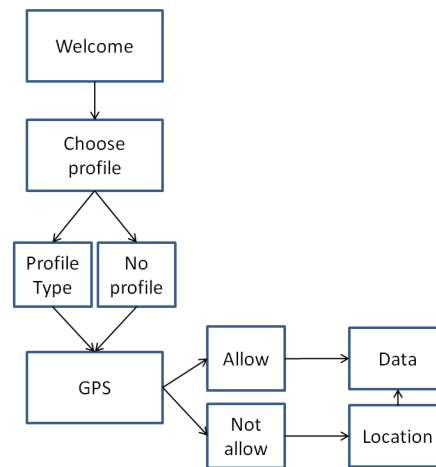 Welcome
Choose
profile
Profile
Type
No
profile
GPS
Allow
Data
Not
allow
Location